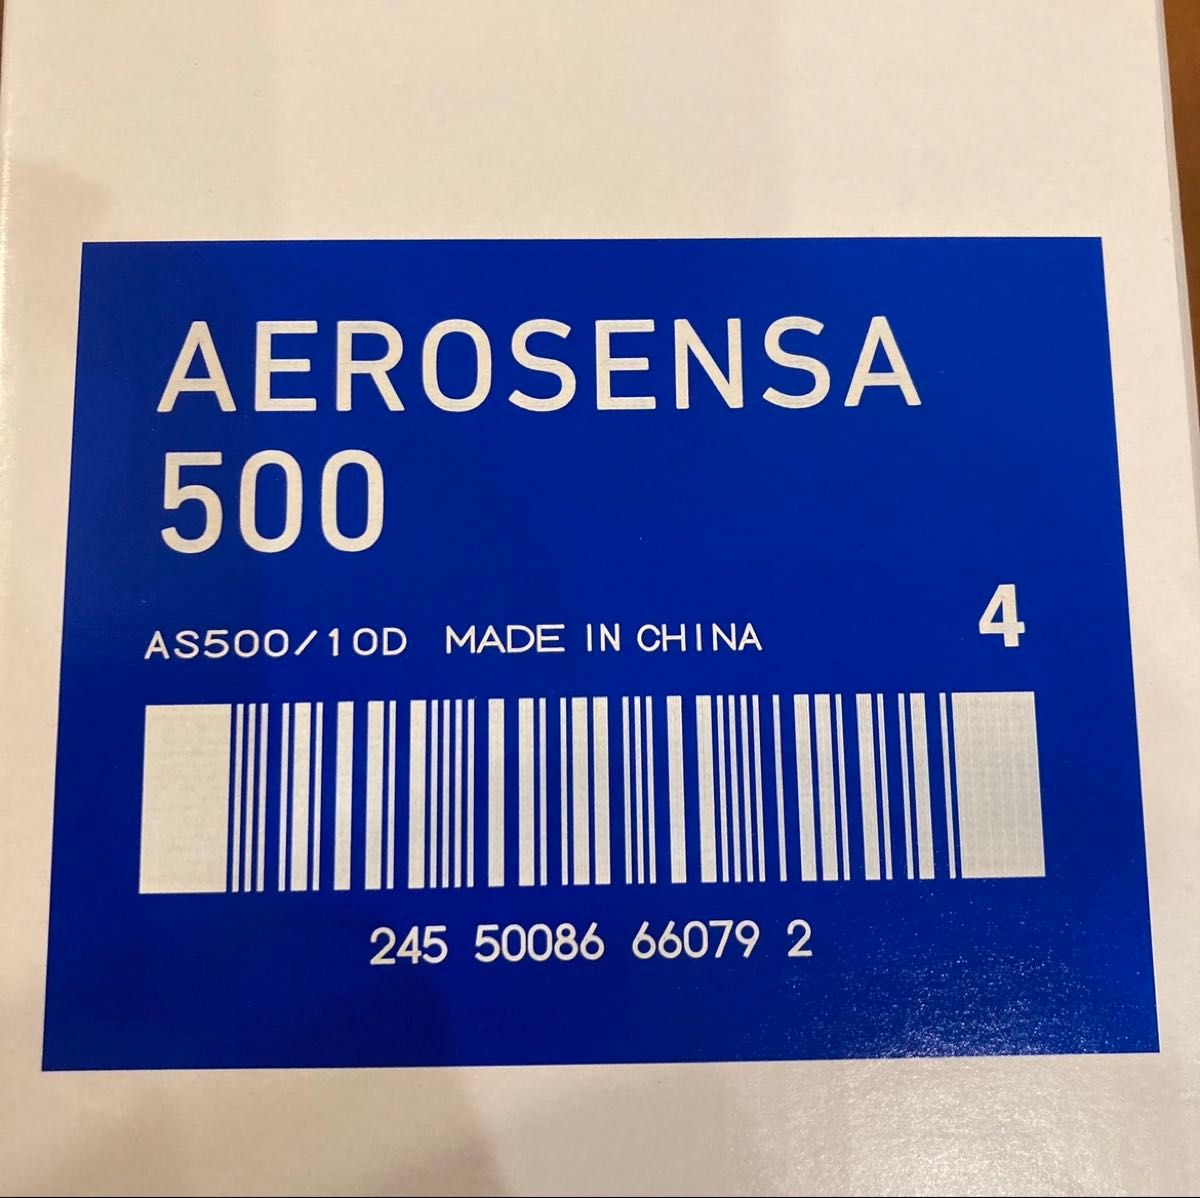 AEROSENSA
500
4
AS500/10D MADE IN CHINA
245 50086 66079 2